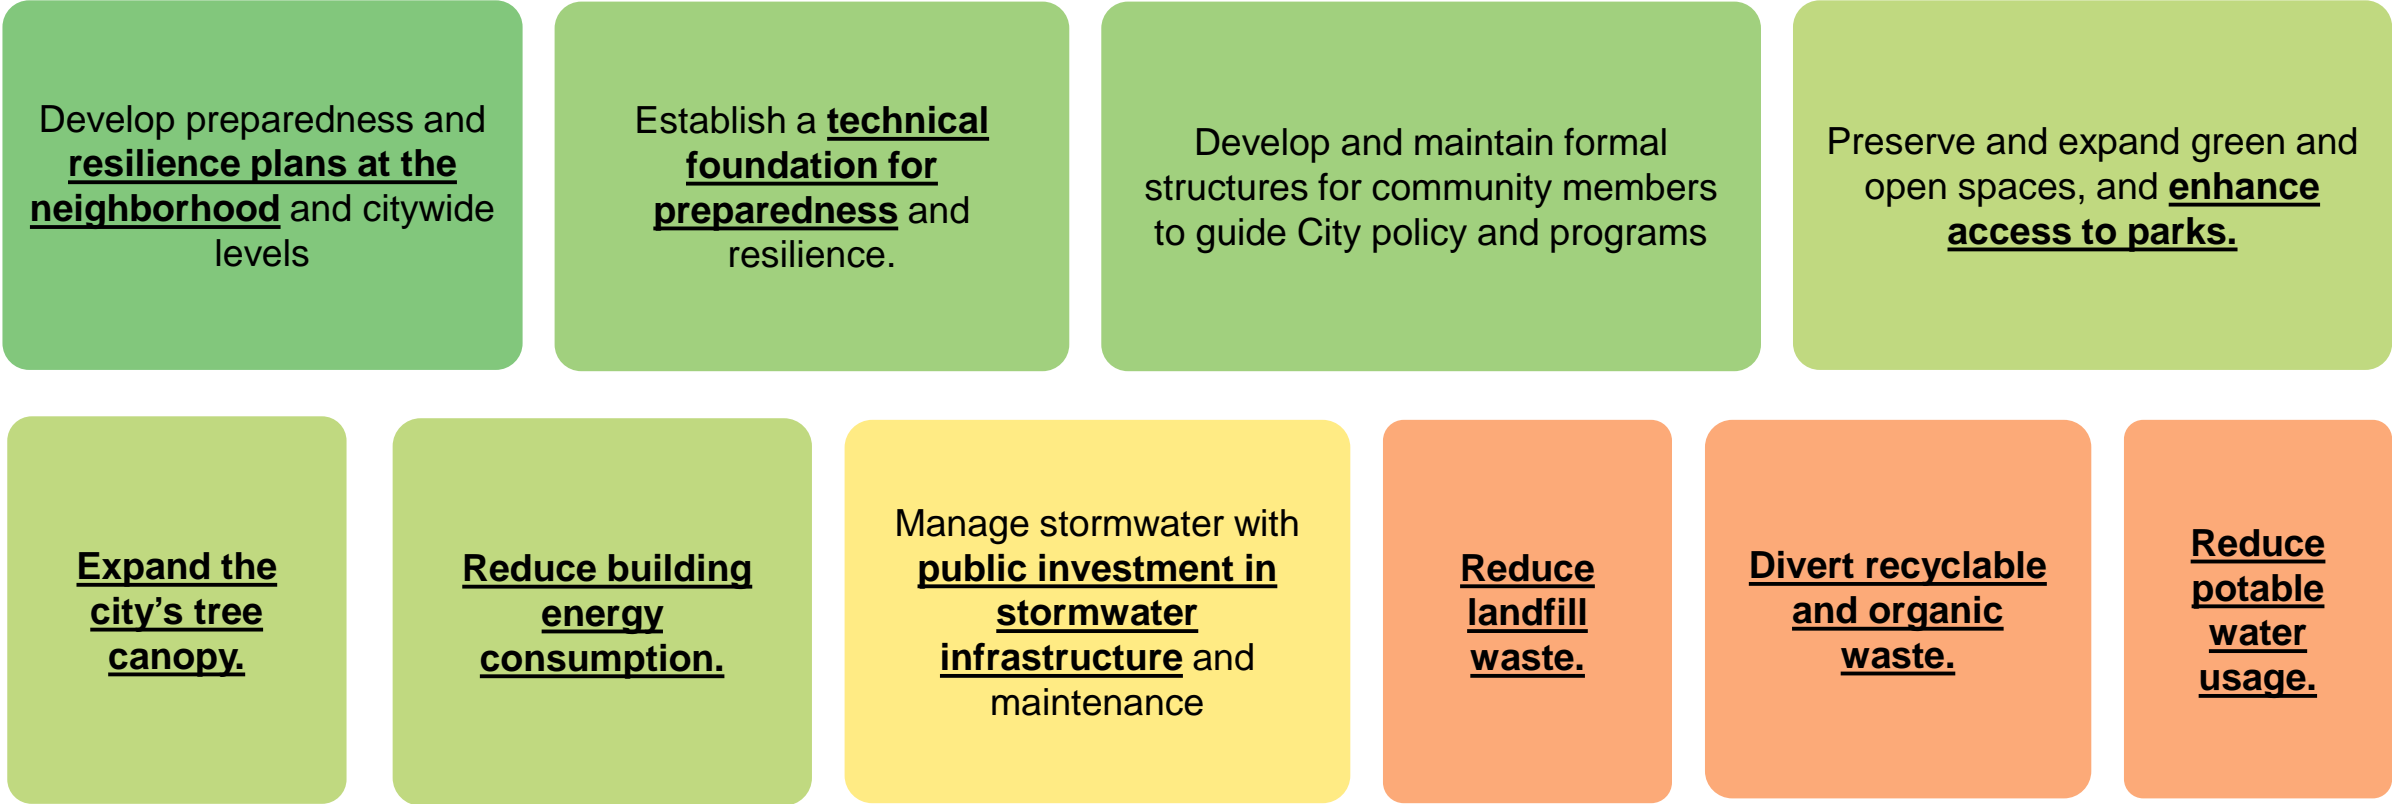 Develop preparedness and
resilience plans at the
neighborhood and citywide
levels
Establish a technical
foundation for
preparedness and
resilience.
Develop and maintain formal
structures for community members
to guide City policy and programs
Preserve and expand green and
open spaces, and enhance
access to parks.
Expand the
city’s tree
canopy.
Reduce building
energy
consumption.
Manage stormwater with
public investment in
stormwater
infrastructure and
maintenance
Reduce
landfill
waste.
Divert recyclable
and organic
waste.
Reduce
potable
water
usage.